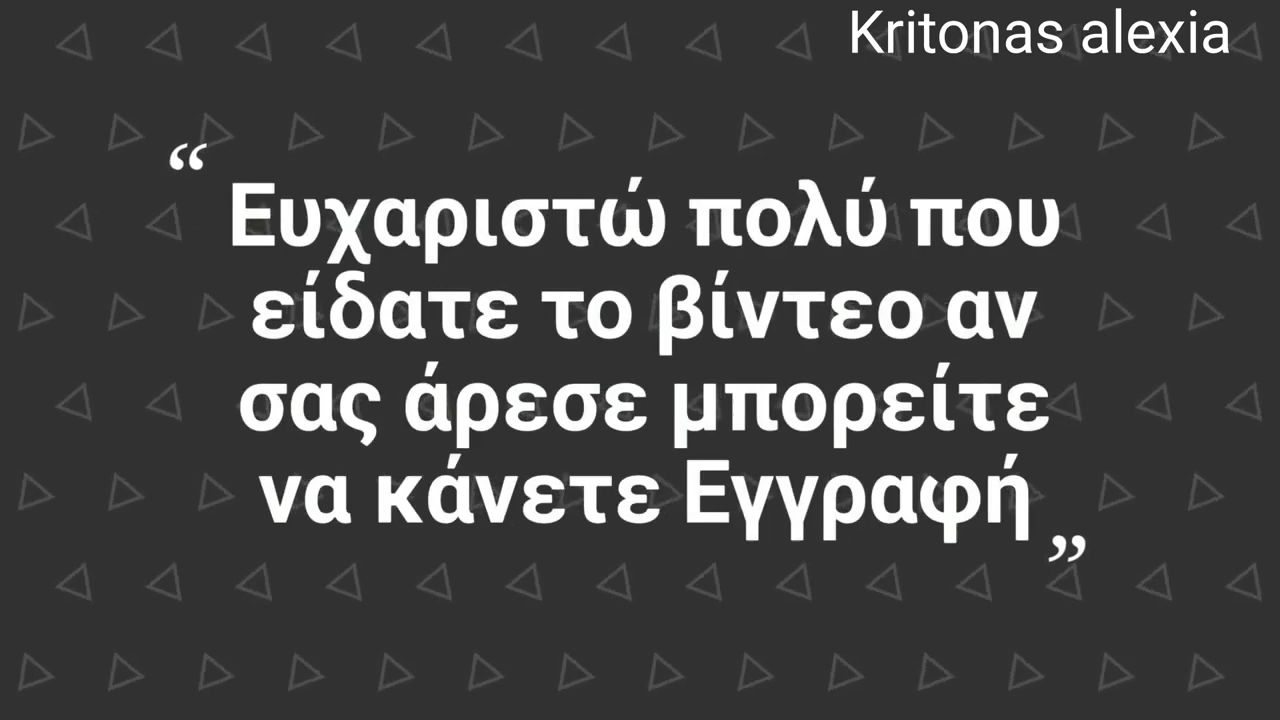 Kritonas alexia
“ Ευχαριστώ πολύ που
είδατε το βίντεο αν
σας άρεσε μπορείτε
να κάνετε Εγγραφή ”